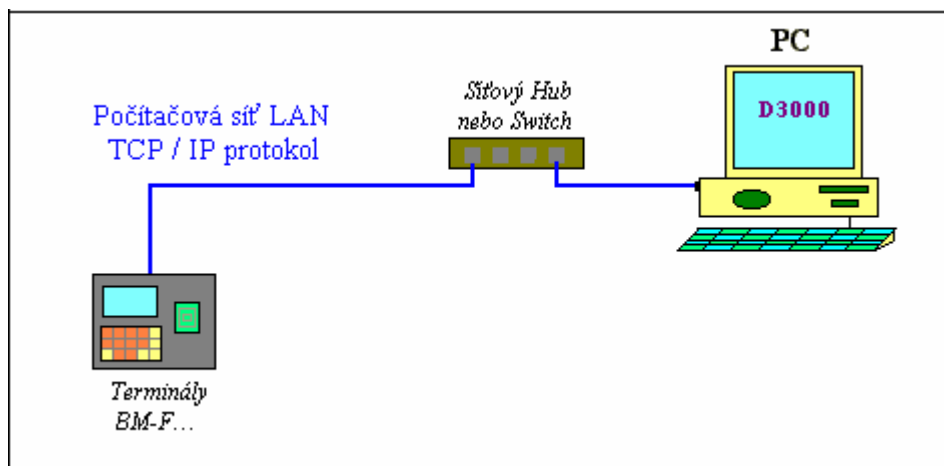 PC
D3000
Síťový Hub
nebo Switch
Počítačová síť LAN
TCP / IP protokol
Terminály
BM-F...